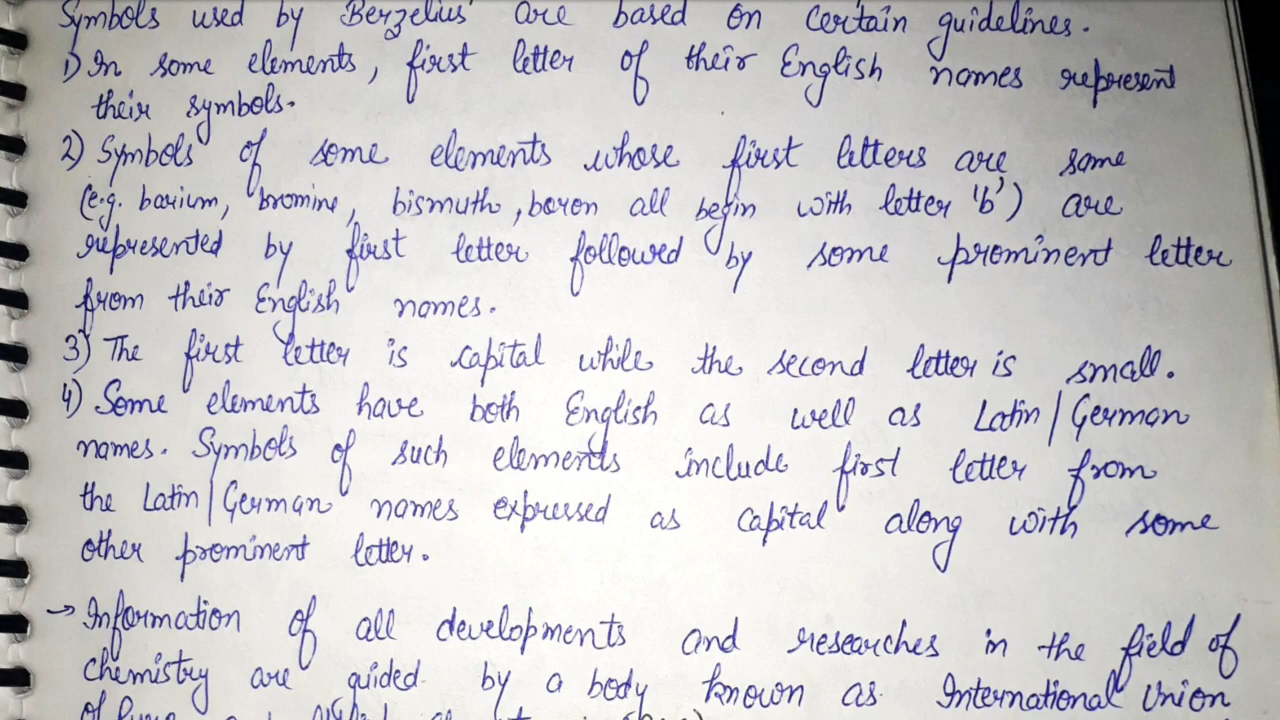 Symbols used by Berzelius are based on certain guidelines.
1) In some elements, first letter of their English names represent
their symbols.
2) Symbols of some elements whose first letters are same
(e.g. barium, bromine, bismuth, boron all begin with letter 'b') are
represented by first letter followed by some prominent letter
from their English names.
3) The first letter is capital while the second letter is small.
4) Some elements have both English as well as Latin/German
names. Symbols of such elements include first letter from
the Latin/German names expressed as capital along with some
other prominent letter.
→ Information of all developments and researches in the field of
chemistry are guided by a body known as International Union
of Pure and